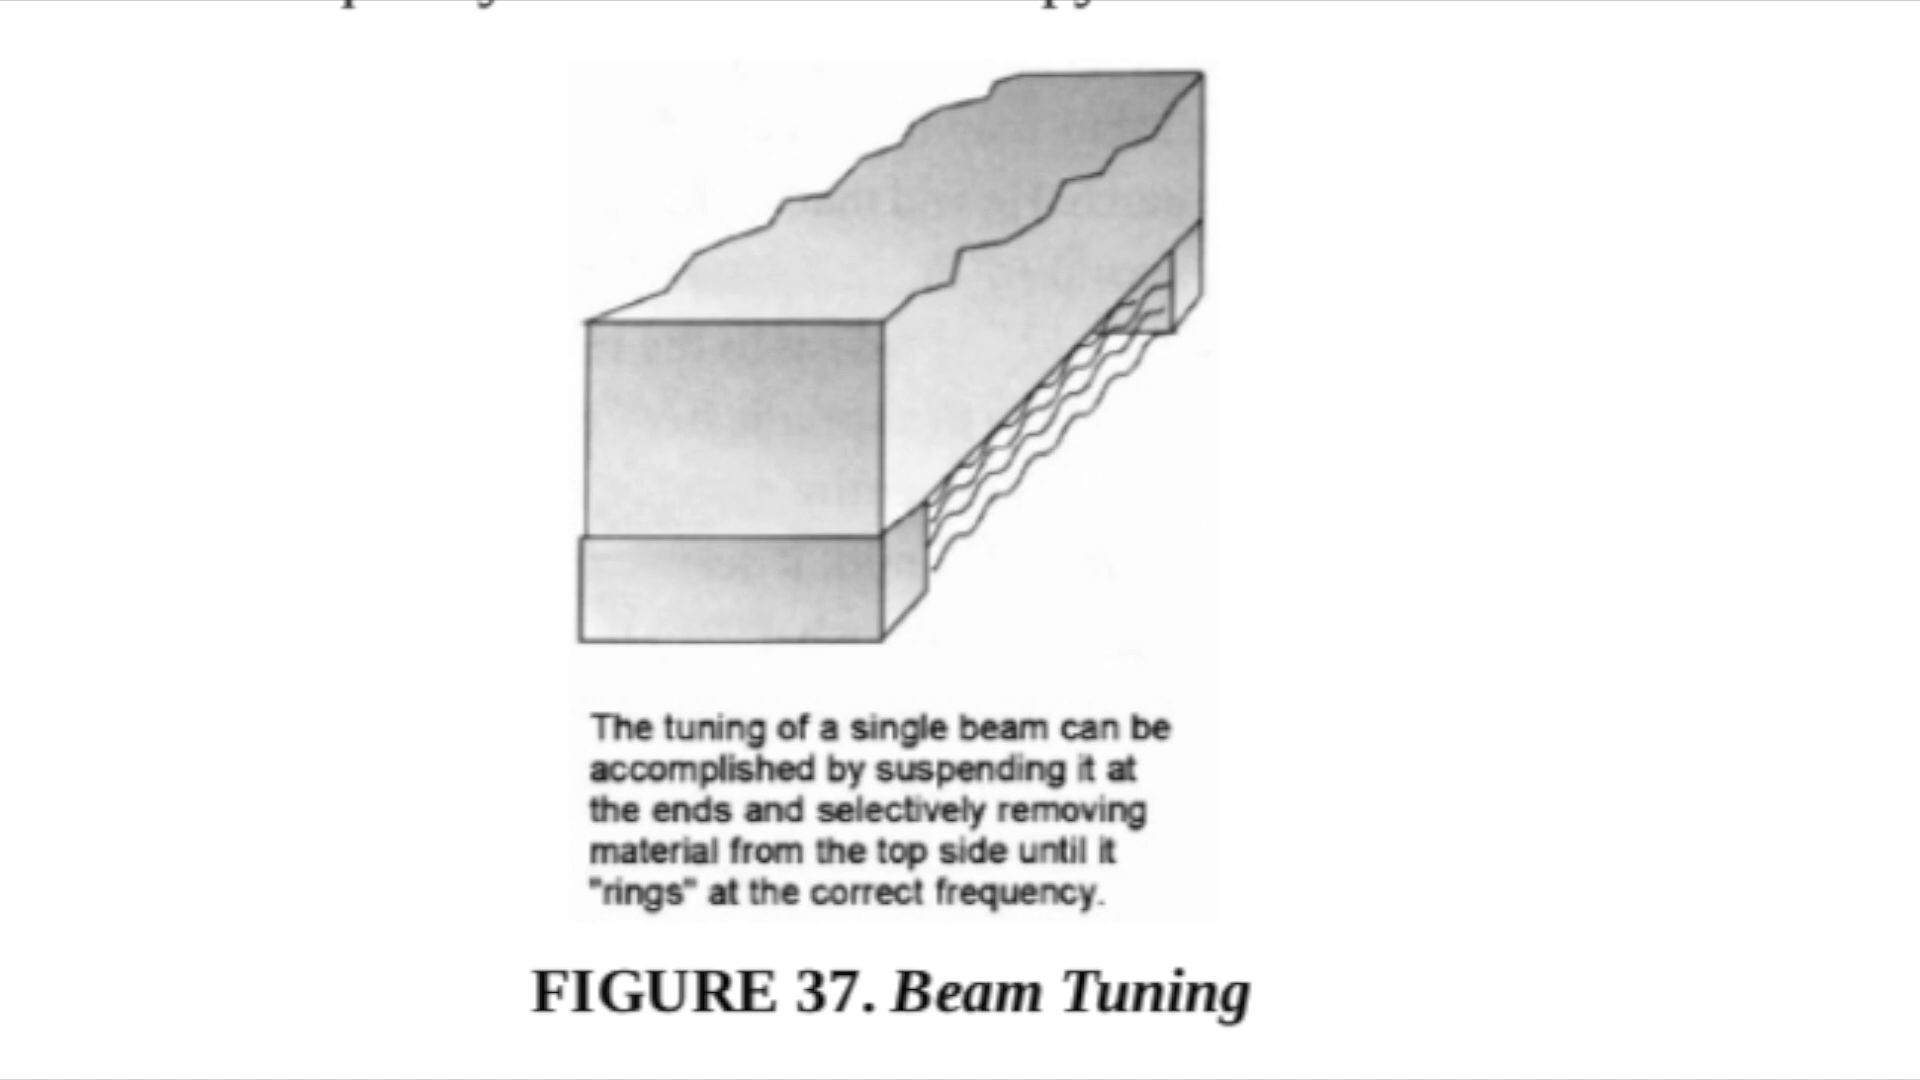 The tuning of a single beam can be
accomplished by suspending it at
the ends and selectively removing
material from the top side until it
"rings" at the correct frequency.
FIGURE 37. Beam Tuning